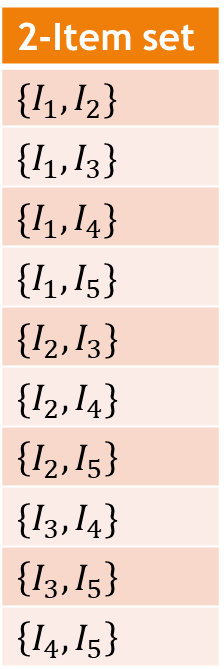 2-Item set
{I₁, I₂}
{I₁, I₃}
{I₁, I₄}
{I₁, I₅}
{I₂, I₃}
{I₂, I₄}
{I₂, I₅}
{I₃, I₄}
{I₃, I₅}
{I₄, I₅}